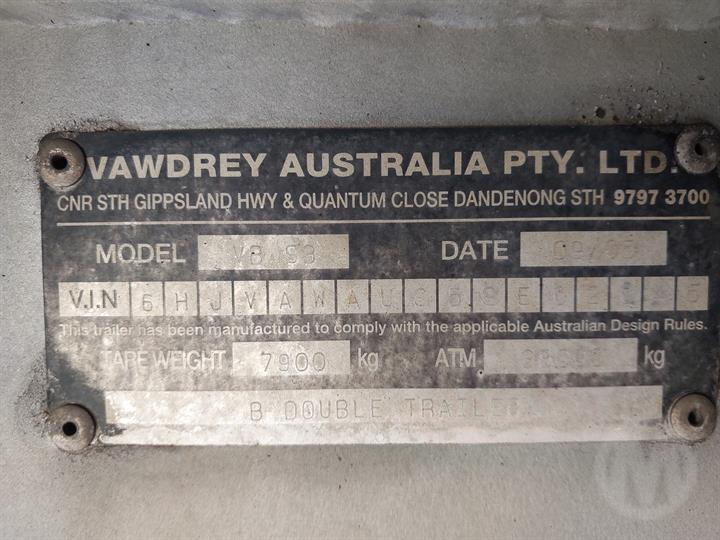 VAWDREY AUSTRALIA PTY. LTD.
CNR STH GIPPSLAND HWY & QUANTUM CLOSE DANDENONG STH 9797 3700
MODEL DATE
V.I.N
This trailer has been manufactured to comply with the applicable Australian Design Rules.
TARE WEIGHT 7900 kg ATM kg
B DOUBLE TRAILER